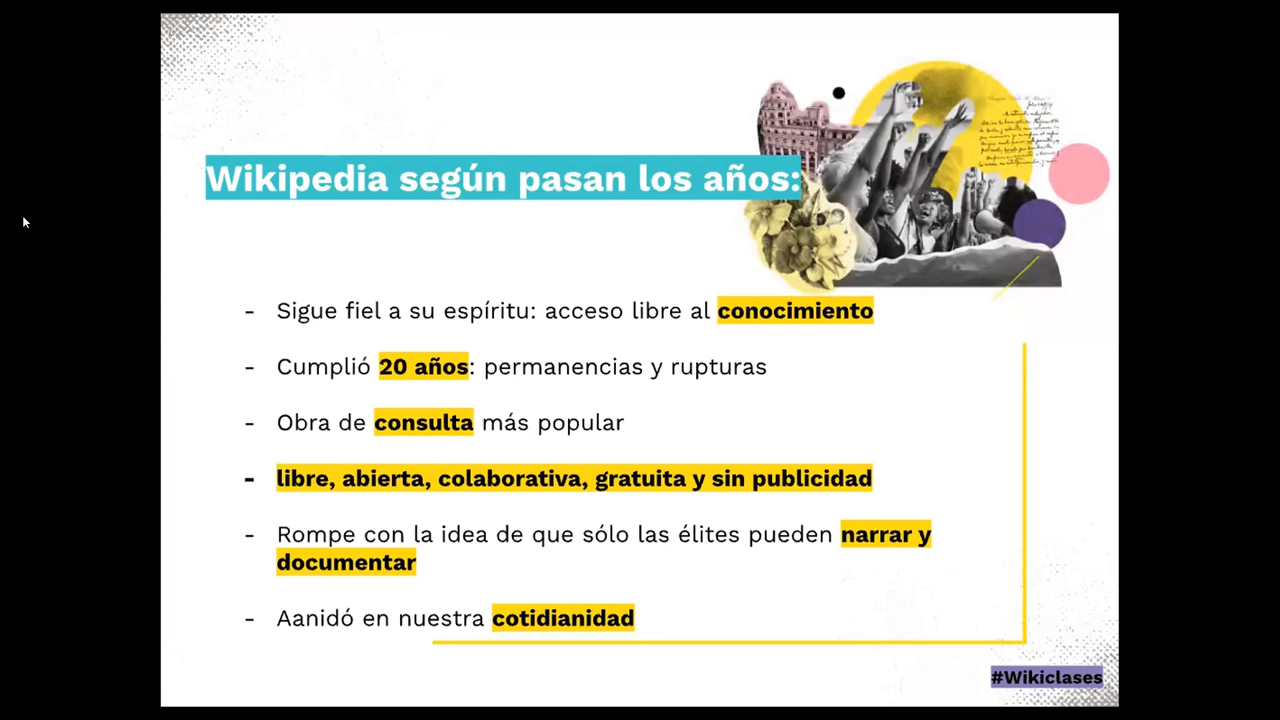 Wikipedia según pasan los años:
- Sigue fiel a su espíritu: acceso libre al conocimiento
- Cumplió 20 años: permanencias y rupturas
- Obra de consulta más popular
- libre, abierta, colaborativa, gratuita y sin publicidad
- Rompe con la idea de que sólo las élites pueden narrar y
documentar
- Aanidó en nuestra cotidianidad
#Wikiclases